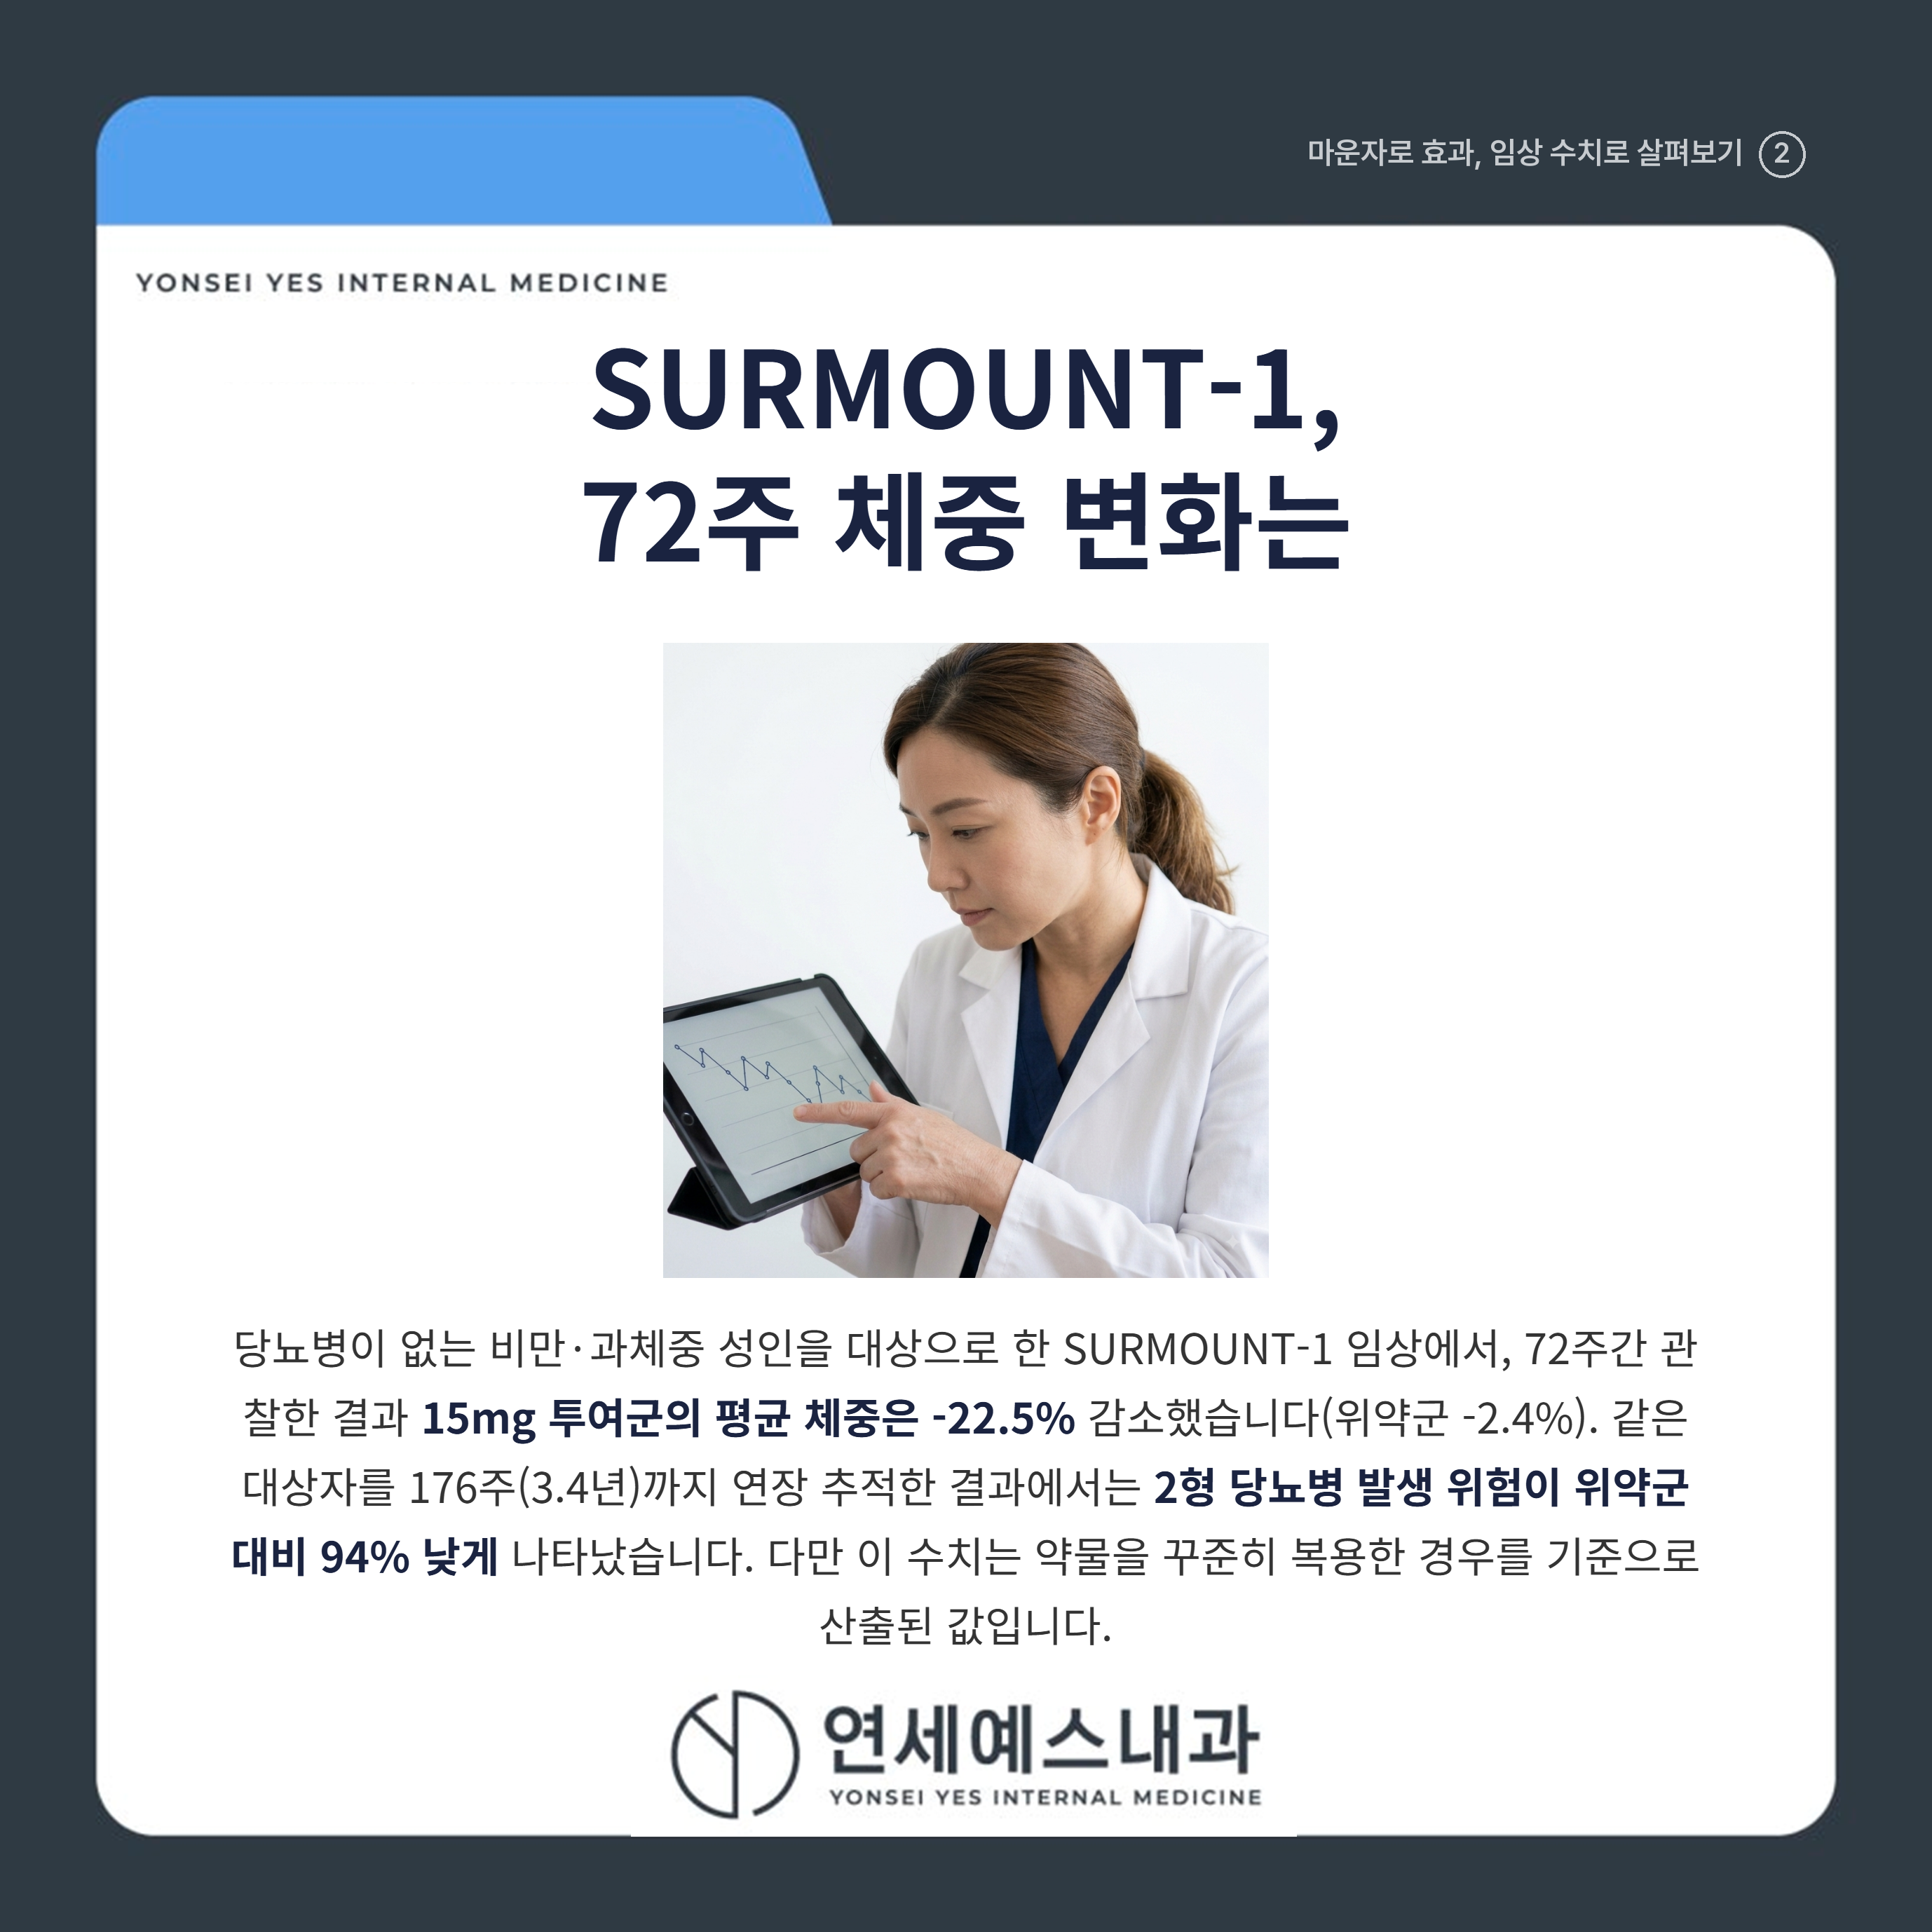 마운자로 효과, 임상 수치로 살펴보기 2
YONSEI YES INTERNAL MEDICINE
SURMOUNT-1,
72주 체중 변화는
당뇨병이 없는 비만·과체중 성인을 대상으로 한 SURMOUNT-1 임상에서, 72주간 관
찰한 결과 15mg 투여군의 평균 체중은 -22.5% 감소했습니다(위약군 -2.4%). 같은
대상자를 176주(3.4년)까지 연장 추적한 결과에서는 2형 당뇨병 발생 위험이 위약군
대비 94% 낮게 나타났습니다. 다만 이 수치는 약물을 꾸준히 복용한 경우를 기준으로
산출된 값입니다.
연세예스내과
YONSEI YES INTERNAL MEDICINE